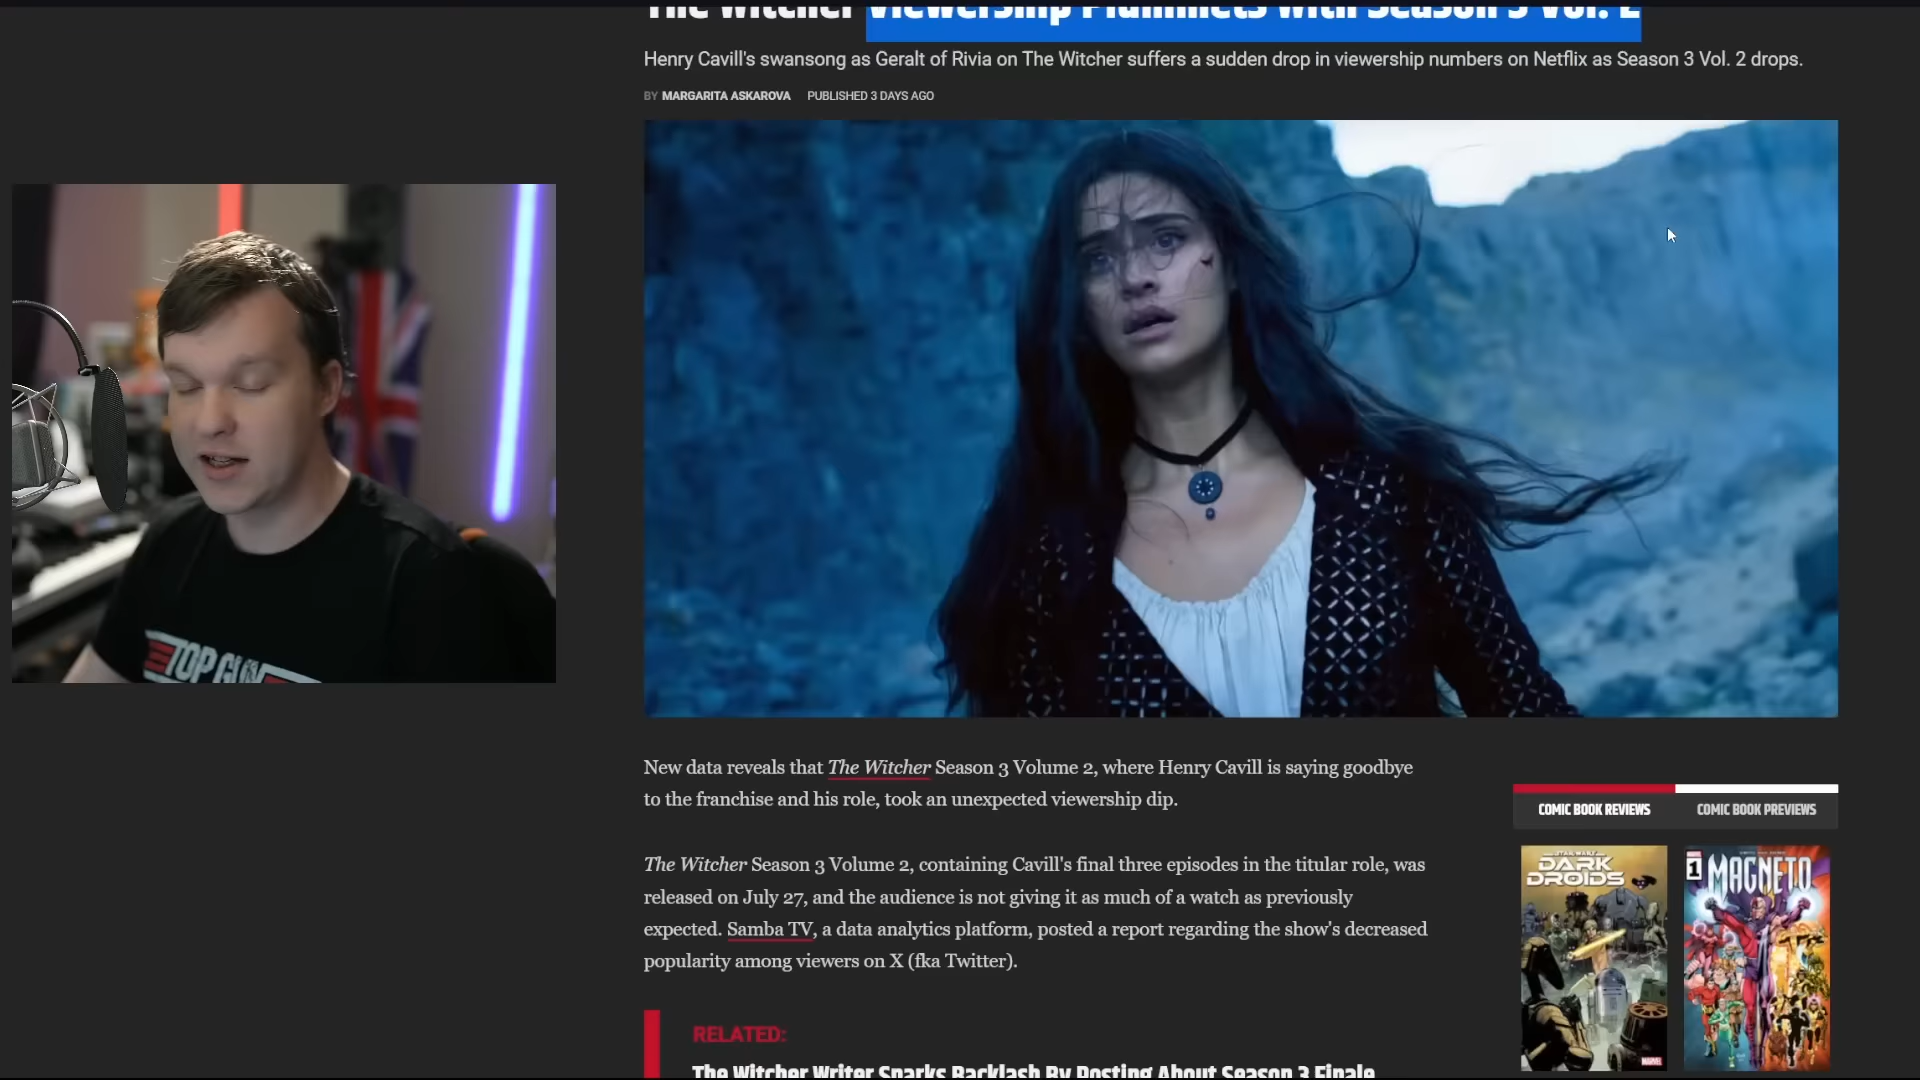 The Witcher Viewership Plummets With Season 3 Vol. 2
Henry Cavill's swansong as Geralt of Rivia on The Witcher suffers a sudden drop in viewership numbers on Netflix as Season 3 Vol. 2 drops.
BY MARGARITA ASKAROVA PUBLISHED 3 DAYS AGO
TOP GUN
New data reveals that The Witcher Season 3 Volume 2, where Henry Cavill is saying goodbye
to the franchise and his role, took an unexpected viewership dip.
The Witcher Season 3 Volume 2, containing Cavill's final three episodes in the titular role, was
released on July 27, and the audience is not giving it as much of a watch as previously
expected. Samba TV, a data analytics platform, posted a report regarding the show's decreased
popularity among viewers on X (fka Twitter).
RELATED:
The Witcher Writer Sparks Backlash By Posting About Season 3 Finale
COMIC BOOK REVIEWS
COMIC BOOK PREVIEWS
STAR WARS
DARK
DROIDS
MARVEL
1
MAGNETO